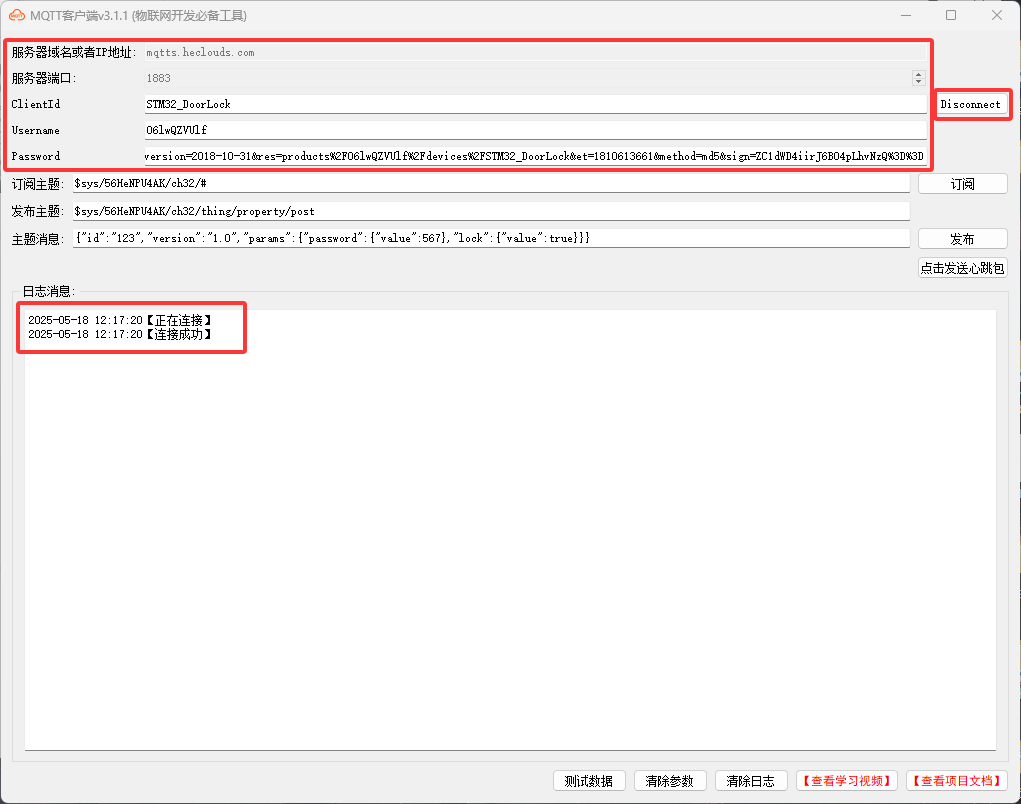 MQTT客户端v3.1.1 (物联网开发必备工具)
服务器域名或者IP地址: mqtts.heclouds.com
服务器端口: 1883
ClientId STM32_DoorLock Disconnect
Username O6lwQZVUlf
Password version=2018-10-31&res=products%2FO6lwQZVUlf%2Fdevices%2FSTM32_DoorLock&et=1810613661&method=md5&sign=ZC1dWD4iirJ6BO4pLhvNzQ%3D%3D
订阅主题: $sys/56HeNPU4AK/ch32/# 订阅
发布主题: $sys/56HeNPU4AK/ch32/thing/property/post
主题消息: {"id":"123","version":"1.0","params":{"password":{"value":567},"lock":{"value":true}}} 发布
点击发送心跳包
日志消息:
2025-05-18 12:17:20【正在连接】
2025-05-18 12:17:20【连接成功】
测试数据 清除参数 清除日志 【查看学习视频】 【查看项目文档】